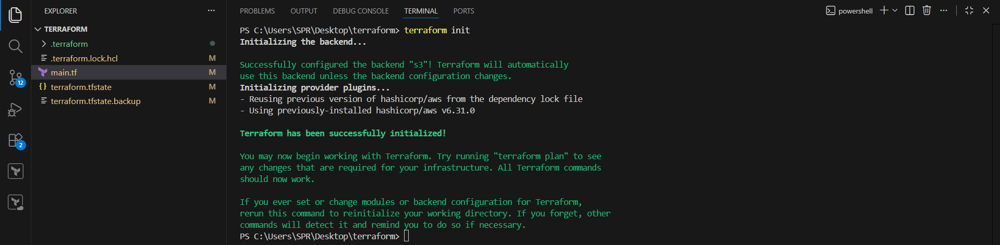 EXPLORER
PROBLEMS OUTPUT DEBUG CONSOLE TERMINAL PORTS
powershell
TERRAFORM
.terraform
.terraform.lock.hcl M
main.tf M
terraform.tfstate M
terraform.tfstate.backup M
12
2
PS C:\Users\SPR\Desktop\terraform> terraform init
Initializing the backend...
Successfully configured the backend "s3"! Terraform will automatically
use this backend unless the backend configuration changes.
Initializing provider plugins...
- Reusing previous version of hashicorp/aws from the dependency lock file
- Using previously-installed hashicorp/aws v6.31.0
Terraform has been successfully initialized!
You may now begin working with Terraform. Try running "terraform plan" to see
any changes that are required for your infrastructure. All Terraform commands
should now work.
If you ever set or change modules or backend configuration for Terraform,
rerun this command to reinitialize your working directory. If you forget, other
commands will detect it and remind you to do so if necessary.
PS C:\Users\SPR\Desktop\terraform>